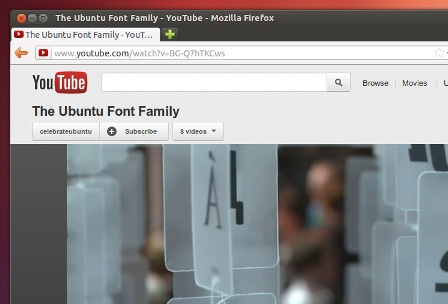 The Ubuntu Font Family - YouTube - Mozilla Firefox
The Ubuntu Font Family - YouT...
www.youtube.com/watch?v=BG-Q7hTKCws
YouTube Browse Movies U
The Ubuntu Font Family
celebrateubuntu Subscribe 8 videos
À